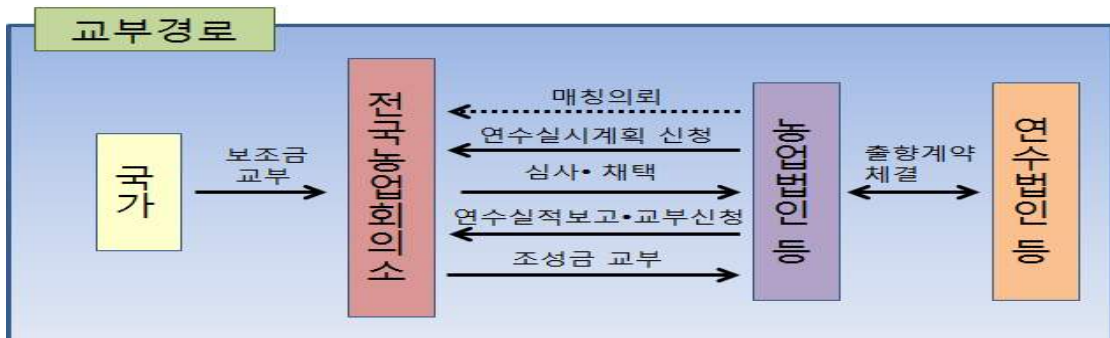 교부경로
국가
보조금
교부
전국농업회의소
매칭의뢰
연수실시계획 신청
심사• 채택
연수실적보고•교부신청
조성금 교부
농업법인 등
출향계약
체결
연수법인 등